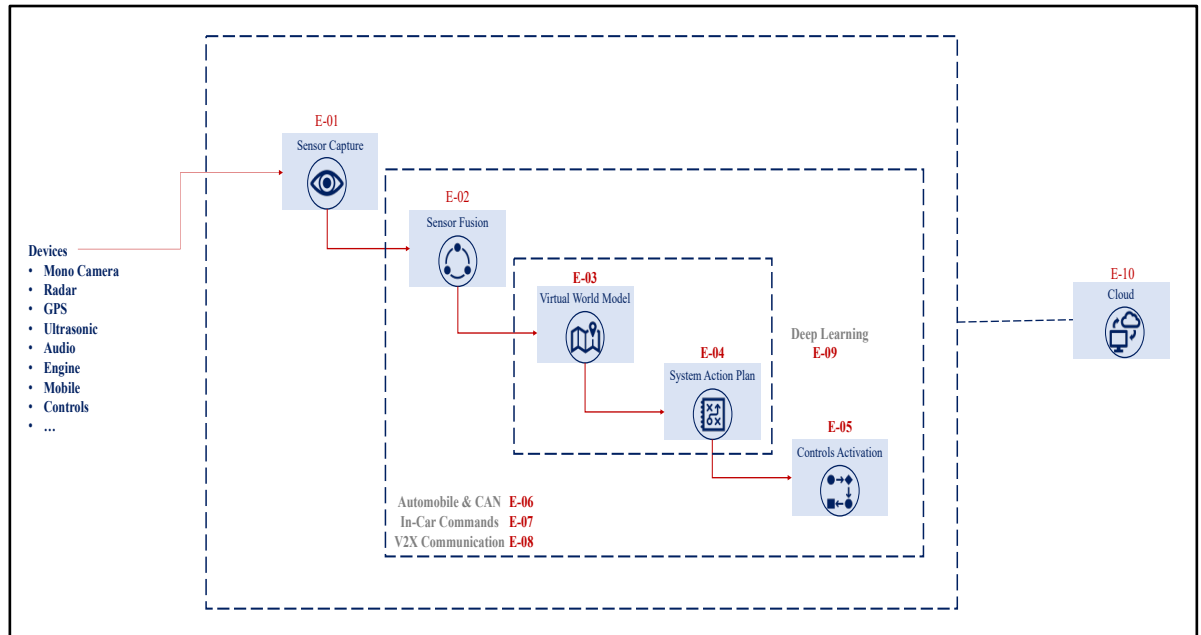 E-01
Sensor Capture
E-02
Sensor Fusion
Devices
• Mono Camera
• Radar
• GPS
• Ultrasonic
• Audio
• Engine
• Mobile
• Controls
• …
E-03
Virtual World Model
E-04
System Action Plan
Deep Learning
E-09
E-05
Controls Activation
Automobile & CAN E-06
In-Car Commands E-07
V2X Communication E-08
E-10
Cloud